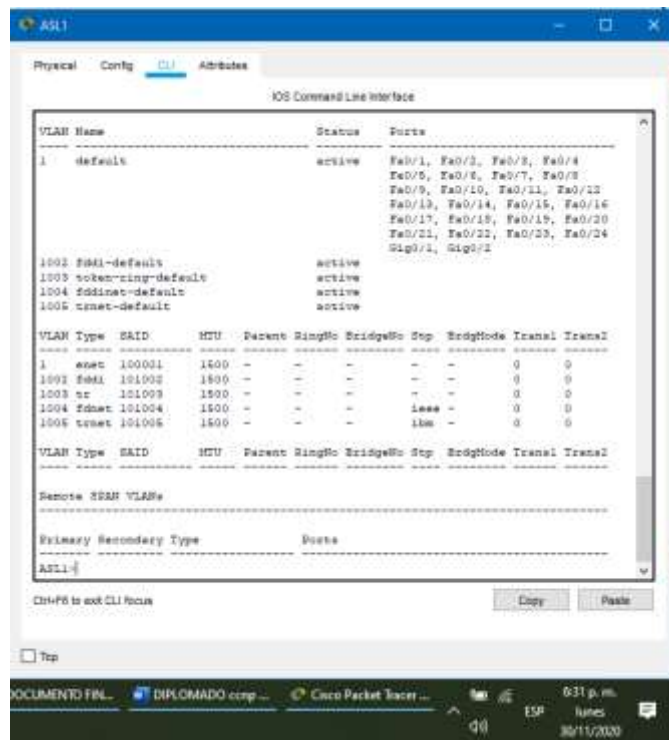 ASL1
Physical Config CLI Attributes
IOS Command Line Interface
VLAN Name Status Ports
1 default active Fa0/1, Fa0/2, Fa0/3, Fa0/4
Fa0/5, Fa0/6, Fa0/7, Fa0/8
Fa0/9, Fa0/10, Fa0/11, Fa0/12
Fa0/13, Fa0/14, Fa0/15, Fa0/16
Fa0/17, Fa0/18, Fa0/19, Fa0/20
Fa0/21, Fa0/22, Fa0/23, Fa0/24
Gig0/1, Gig0/2
1002 fddi-default active
1003 token-ring-default active
1004 fddinet-default active
1005 trnet-default active
VLAN Type SAID MTU Parent RingNo BridgeNo Stp BrdgMode Trans1 Trans2
1 enet 100001 1500 - - - - - 0 0
1002 fddi 101002 1500 - - - - - 0 0
1003 tr 101003 1500 - - - - - 0 0
1004 fdnet 101004 1500 - - - ieee - 0 0
1005 trnet 101005 1500 - - - ibm - 0 0
VLAN Type SAID MTU Parent RingNo BridgeNo Stp BrdgMode Trans1 Trans2
Remote SPAN VLANs
Primary Secondary Type Ports
ASL1>
Ctrl+F6 to exit CLI focus Copy Paste
Top
DOCUMENTO FIN... DIPLOMADO ccnp ... Cisco Packet Tracer ... ESP 6:31 p. m.
lunes
30/11/2020